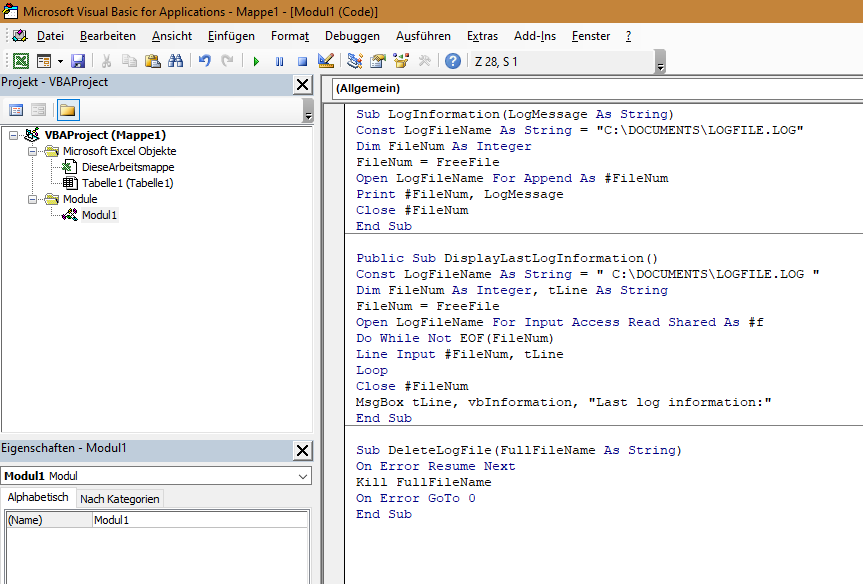 Microsoft Visual Basic for Applications - Mappe1 - [Modul1 (Code)]
Datei Bearbeiten Ansicht Einfügen Format Debuggen Ausführen Extras Add-Ins Fenster ?
Z 28, S 1
Projekt - VBAProject
(Allgemein)
VBAProject (Mappe1)
Microsoft Excel Objekte
DieseArbeitsmappe
Tabelle1 (Tabelle1)
Module
Modul1
Sub LogInformation(LogMessage As String)
Const LogFileName As String = "C:\DOCUMENTS\LOGFILE.LOG"
Dim FileNum As Integer
FileNum = FreeFile
Open LogFileName For Append As #FileNum
Print #FileNum, LogMessage
Close #FileNum
End Sub
Public Sub DisplayLastLogInformation()
Const LogFileName As String = " C:\DOCUMENTS\LOGFILE.LOG "
Dim FileNum As Integer, tLine As String
FileNum = FreeFile
Open LogFileName For Input Access Read Shared As #f
Do While Not EOF(FileNum)
Line Input #FileNum, tLine
Loop
Close #FileNum
MsgBox tLine, vbInformation, "Last log information:"
End Sub
Sub DeleteLogFile(FullFileName As String)
On Error Resume Next
Kill FullFileName
On Error GoTo 0
End Sub
Eigenschaften - Modul1
Modul1 Modul
Alphabetisch Nach Kategorien
(Name) Modul1